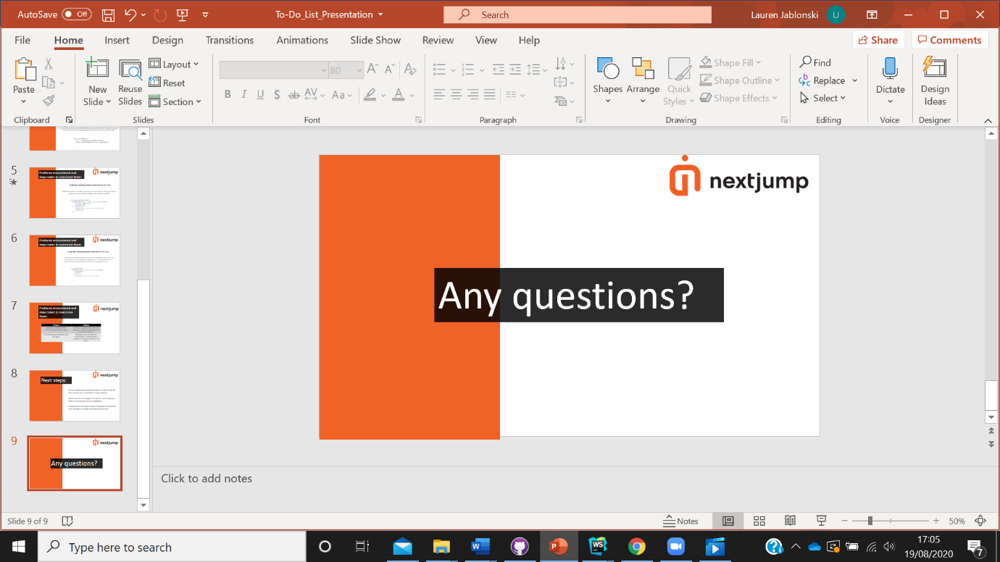 AutoSave Off To-Do_List_Presentation Search Lauren Jablonski LJ
File Home Insert Design Transitions Animations Slide Show Review View Help Share Comments
Paste
Clipboard
New Slide
Reuse Slides
Layout
Reset
Section
Slides
80
B I U S ab AV Aa A
Font
Paragraph
Shapes
Arrange
Quick Styles
Shape Fill
Shape Outline
Shape Effects
Drawing
Find
Replace
Select
Editing
Dictate
Voice
Design Ideas
Designer
5
Problems encountered and
steps taken to overcome them:
nextjump
6
Problems encountered and
steps taken to overcome them:
nextjump
7
Problems encountered and
steps taken to overcome
them:
nextjump
8
Next steps:
nextjump
9
nextjump
Any questions?
nextjump
Any questions?
Click to add notes
Slide 9 of 9 Notes 50%
Type here to search
17:05
19/08/2020
7